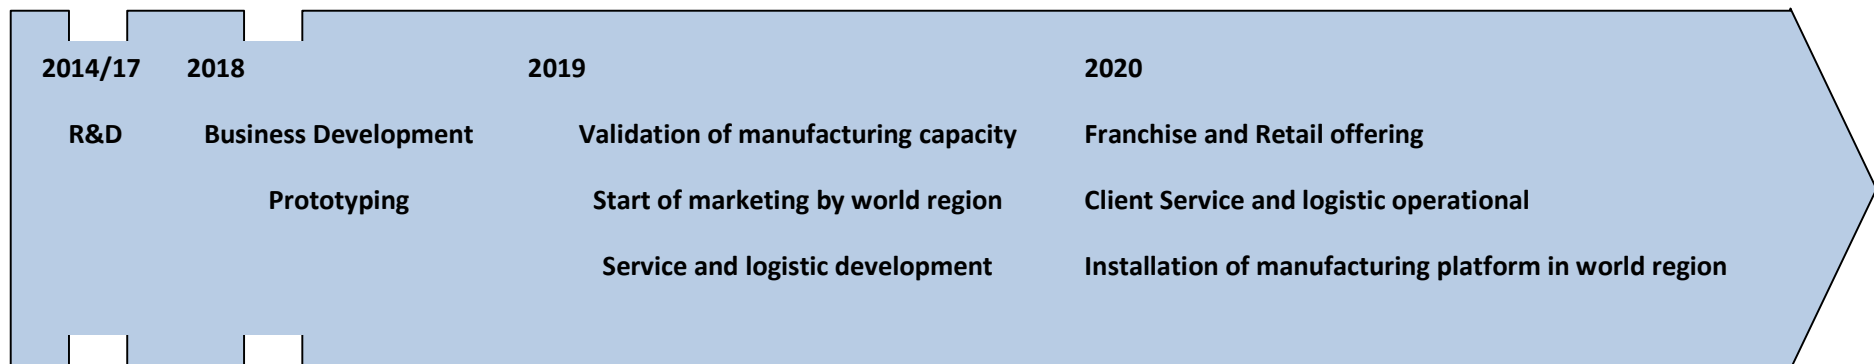 2014/17 2018 2019 2020
R&D Business Development Validation of manufacturing capacity Franchise and Retail offering
Prototyping Start of marketing by world region Client Service and logistic operational
Service and logistic development Installation of manufacturing platform in world region